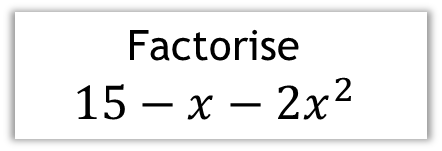 Factorise
15 − x − 2x²